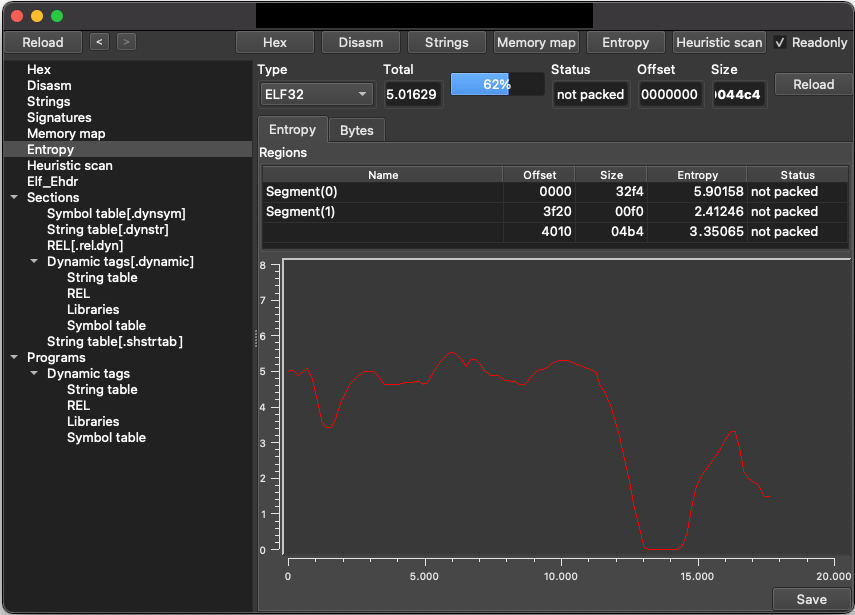 Reload < > Hex Disasm Strings Memory map Entropy Heuristic scan ✓ Readonly
Hex
Disasm
Strings
Signatures
Memory map
Entropy
Heuristic scan
Elf_Ehdr
Sections
Symbol table[.dynsym]
String table[.dynstr]
REL[.rel.dyn]
Dynamic tags[.dynamic]
String table
REL
Libraries
Symbol table
String table[.shstrtab]
Programs
Dynamic tags
String table
REL
Libraries
Symbol table
Type Total Status Offset Size
ELF32 5.01629 62% not packed 0000000 0044c4 Reload
Entropy Bytes
Regions
Name Offset Size Entropy Status
Segment(0) 0000 32f4 5.90158 not packed
Segment(1) 3f20 00f0 2.41246 not packed
4010 04b4 3.35065 not packed
8
7
6
5
4
3
2
1
0
0 5.000 10.000 15.000 20.000
Save